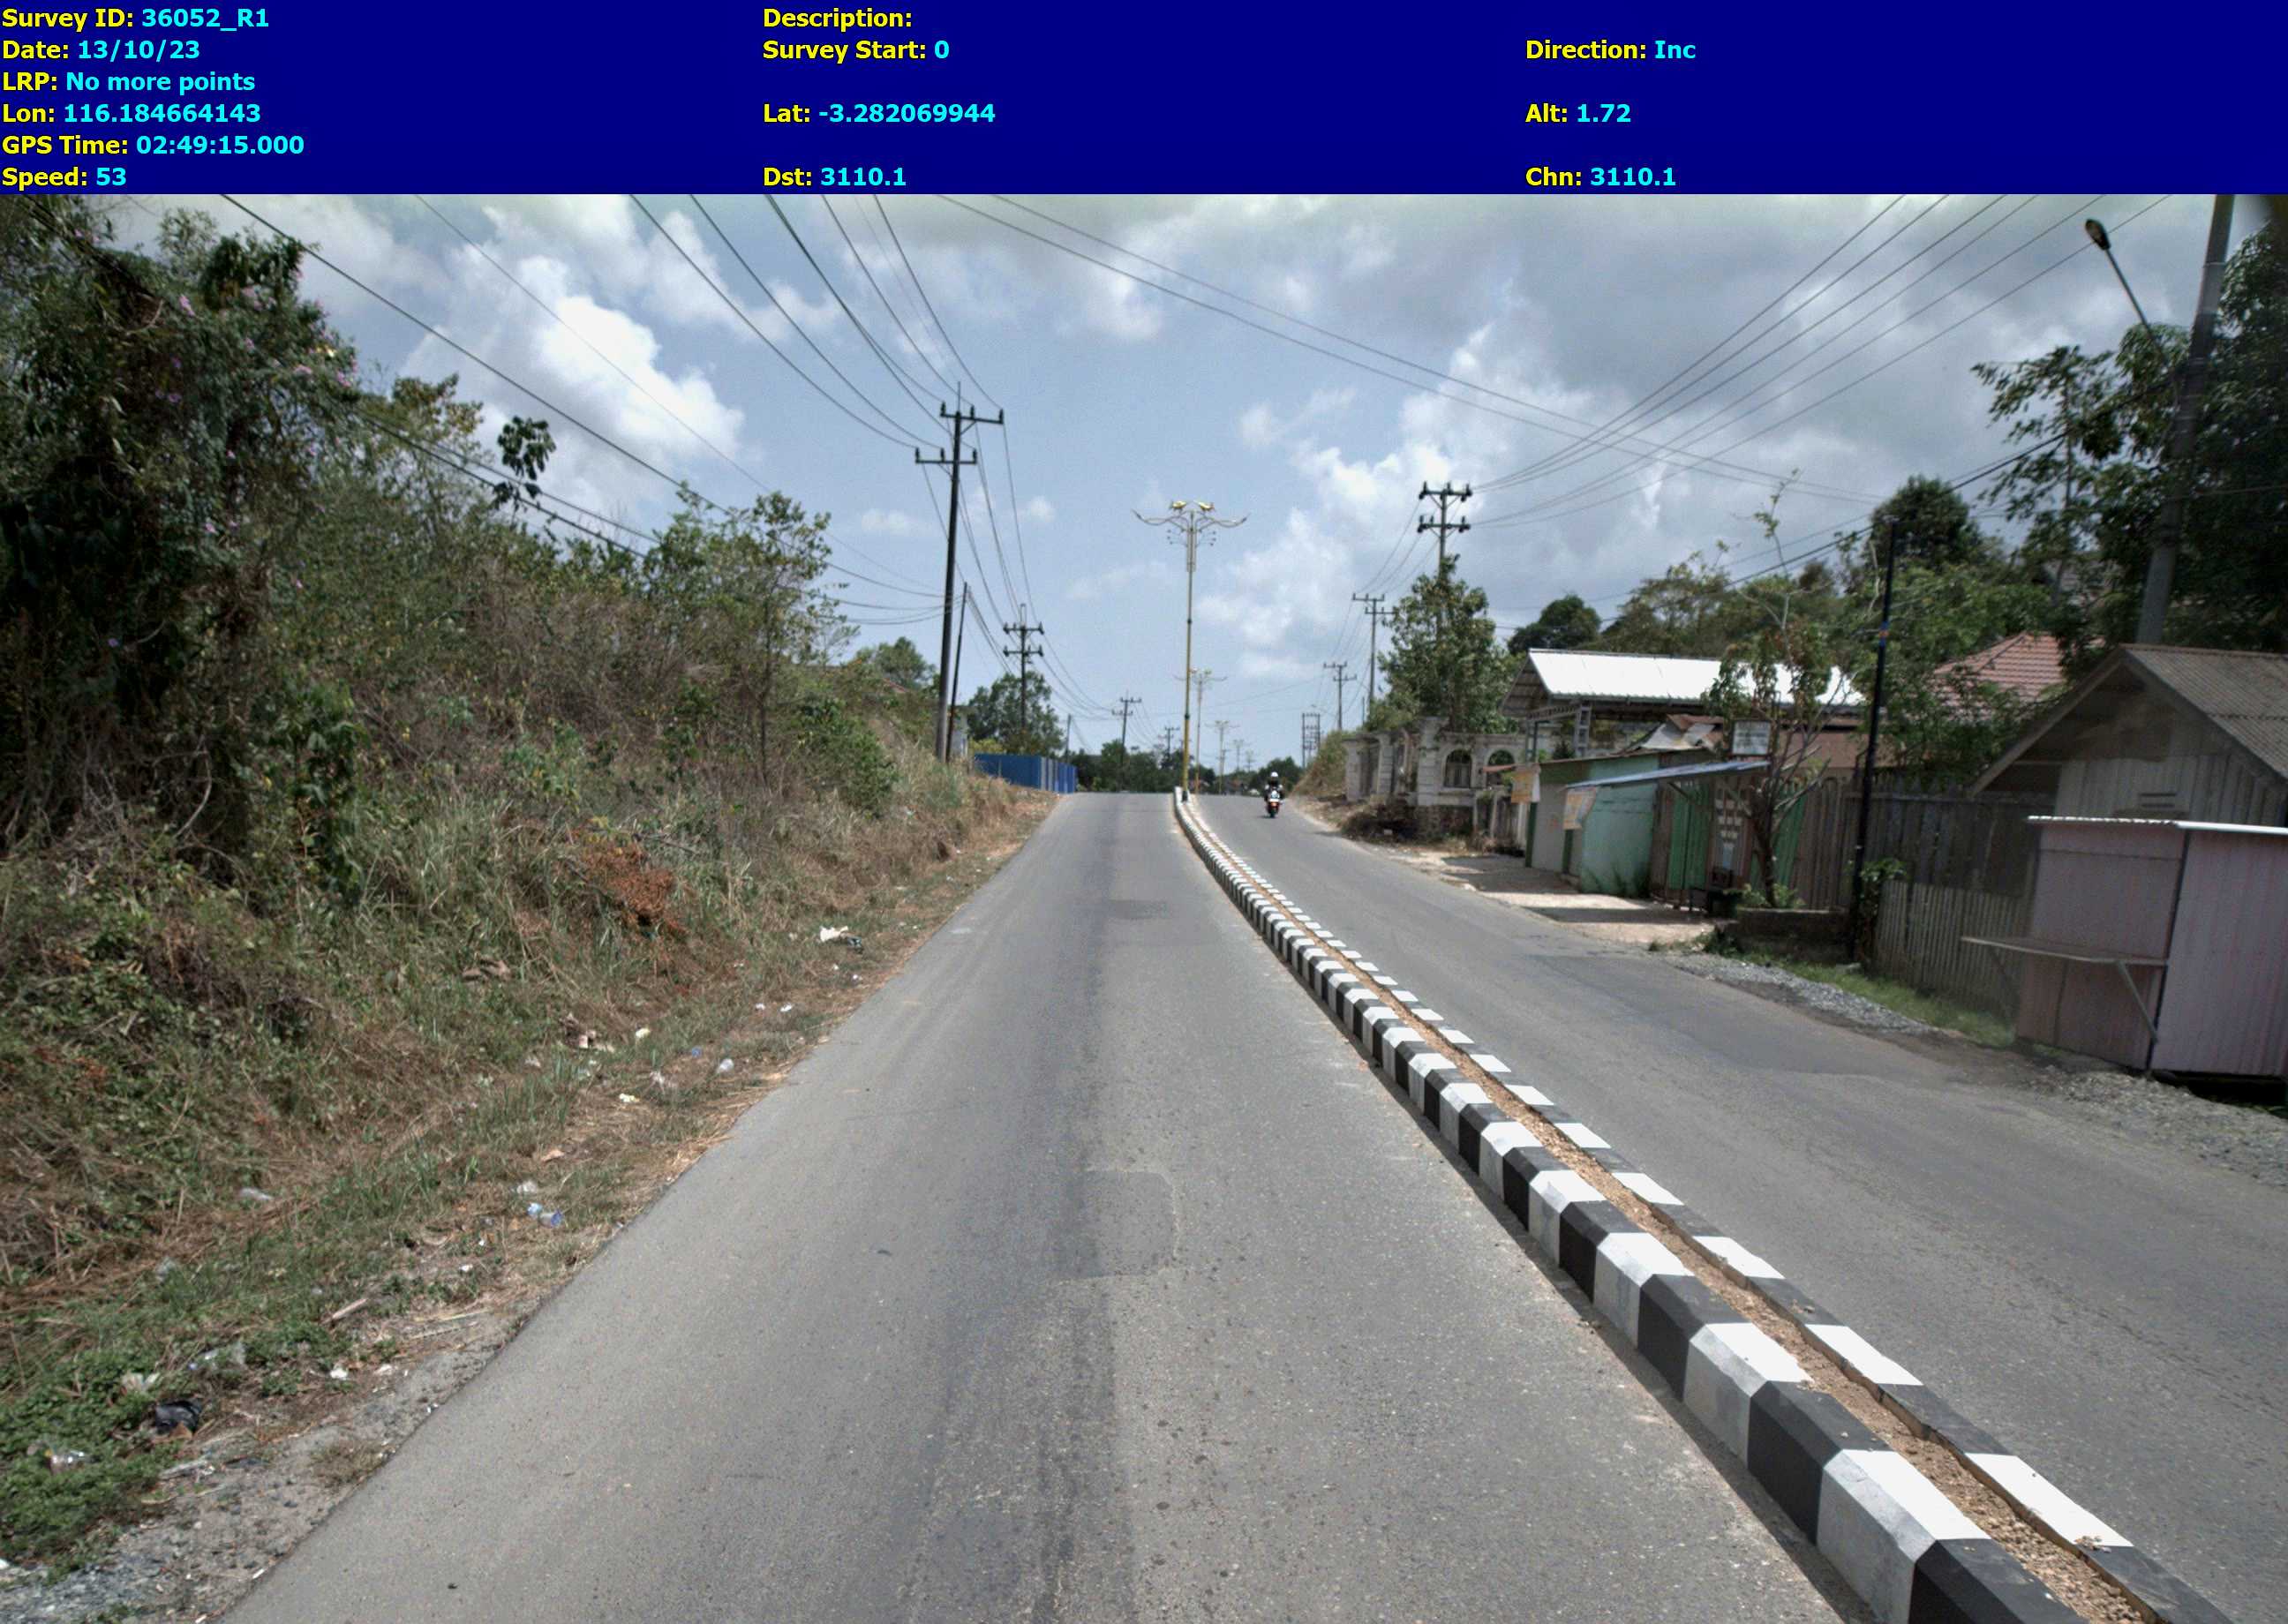 Survey ID: 36052_R1
Description:
Date: 13/10/23
Survey Start: 0
Direction: Inc
LRP: No more points
Lon: 116.184664143
Lat: -3.282069944
Alt: 1.72
GPS Time: 02:49:15.000
Speed: 53
Dst: 3110.1
Chn: 3110.1